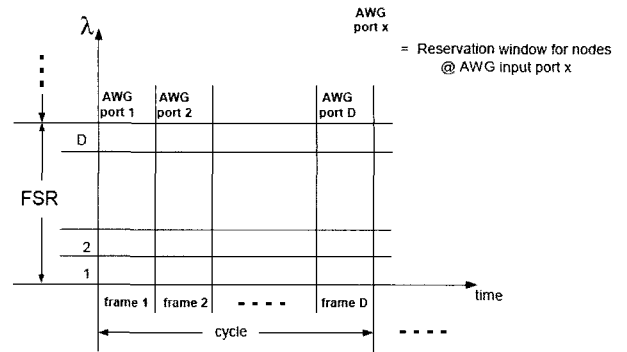 AWG
port x
= Reservation window for nodes
@ AWG input port x
λ
AWG
port 1
AWG
port 2
AWG
port D
D
FSR
2
1
time
frame 1
frame 2
frame D
cycle